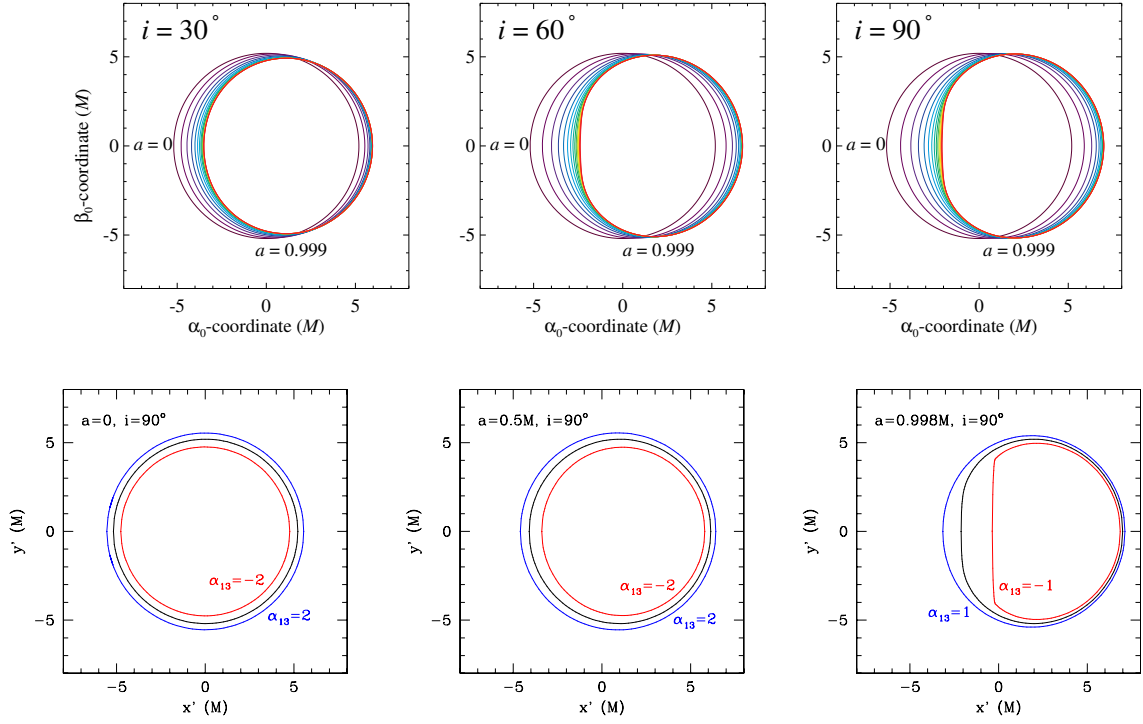 i = 30°
i = 60°
i = 90°
5
0
-5
5
0
-5
5
0
-5
β₀-coordinate (M)
a = 0
a = 0
a = 0
a = 0.999
a = 0.999
a = 0.999
-5 0 5
-5 0 5
-5 0 5
α₀-coordinate (M)
α₀-coordinate (M)
α₀-coordinate (M)
a=0, i=90°
a=0.5M, i=90°
a=0.998M, i=90°
5
0
−5
5
0
−5
5
0
−5
y' (M)
y' (M)
y' (M)
α₁₃=−2
α₁₃=2
α₁₃=−2
α₁₃=2
α₁₃=−1
α₁₃=1
−5 0 5
−5 0 5
−5 0 5
x' (M)
x' (M)
x' (M)